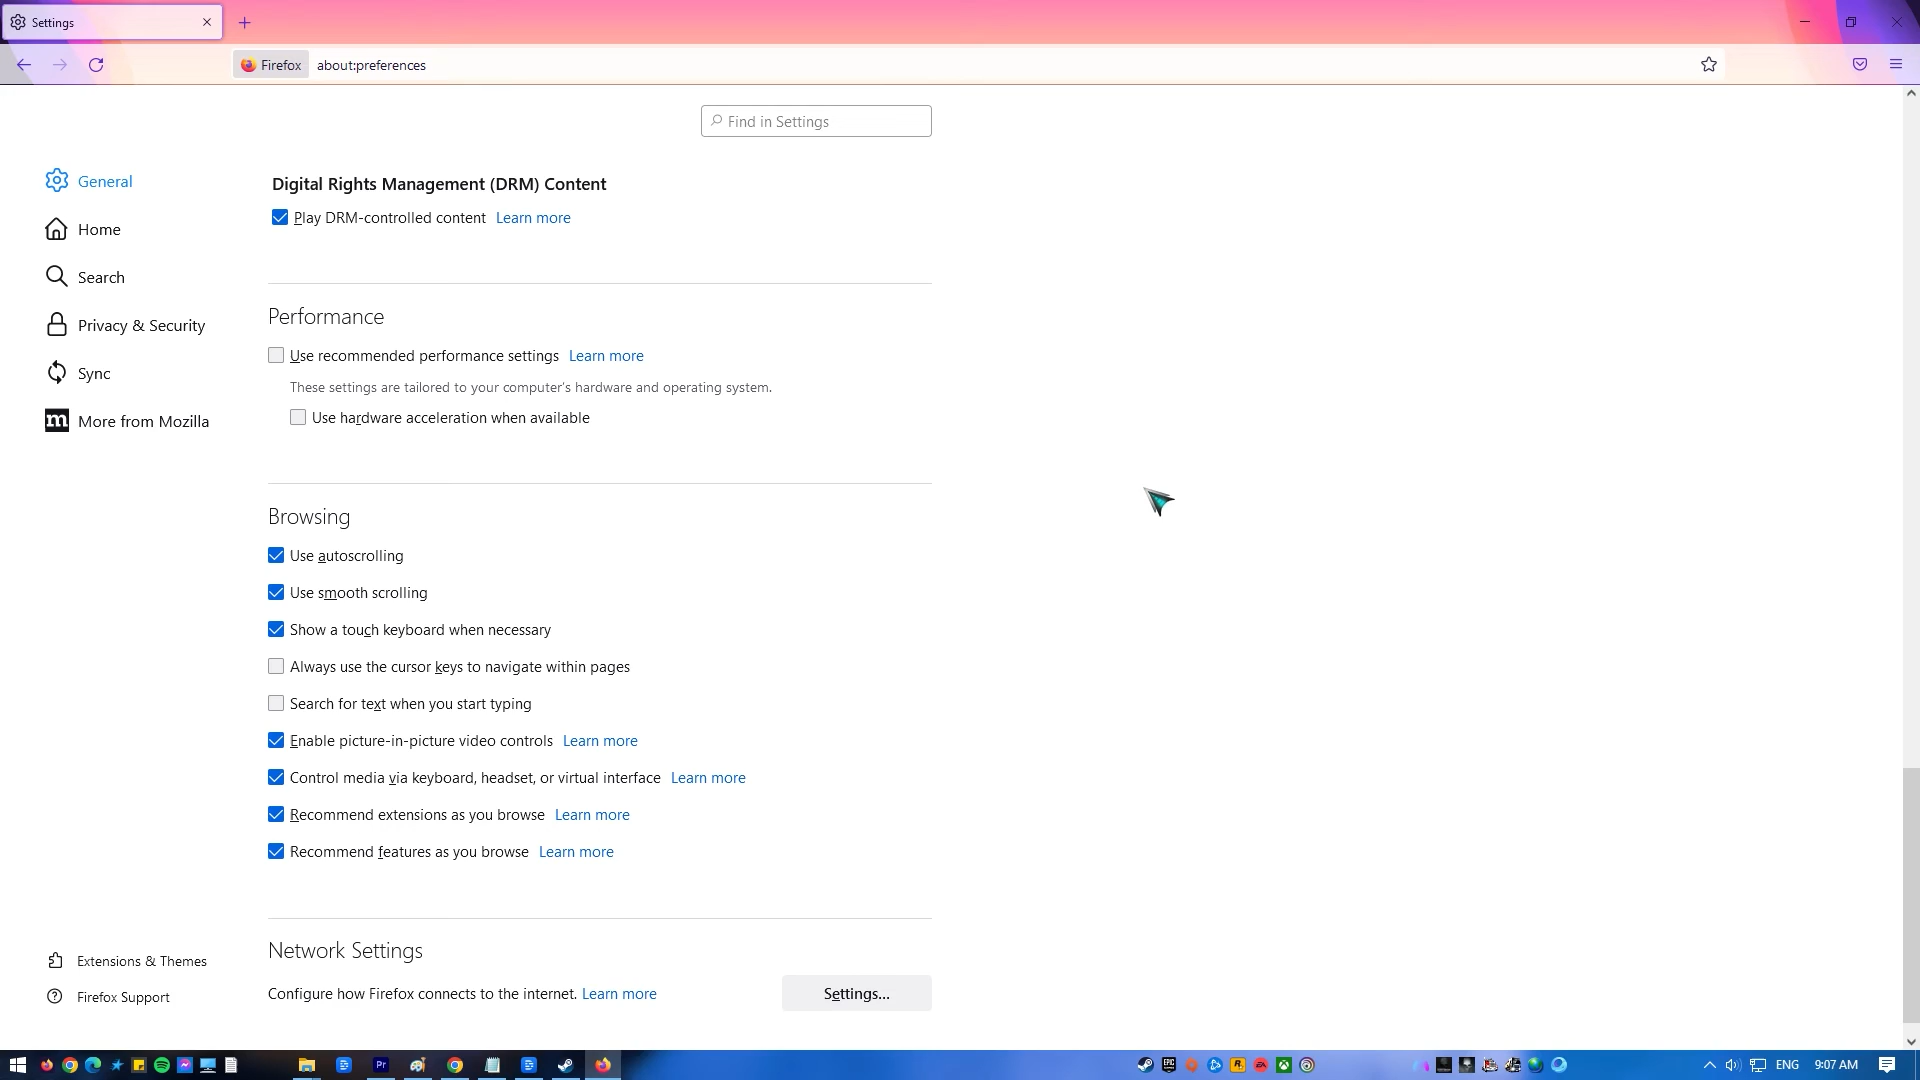 Settings
Firefox
about:preferences
Find in Settings
General
Home
Search
Privacy & Security
Sync
More from Mozilla
Extensions & Themes
Firefox Support
Digital Rights Management (DRM) Content
Play DRM-controlled content Learn more
Performance
Use recommended performance settings Learn more
These settings are tailored to your computer's hardware and operating system.
Use hardware acceleration when available
Browsing
Use autoscrolling
Use smooth scrolling
Show a touch keyboard when necessary
Always use the cursor keys to navigate within pages
Search for text when you start typing
Enable picture-in-picture video controls Learn more
Control media via keyboard, headset, or virtual interface Learn more
Recommend extensions as you browse Learn more
Recommend features as you browse Learn more
Network Settings
Configure how Firefox connects to the internet. Learn more
Settings...
Pr
EPIC
ENG
9:07 AM